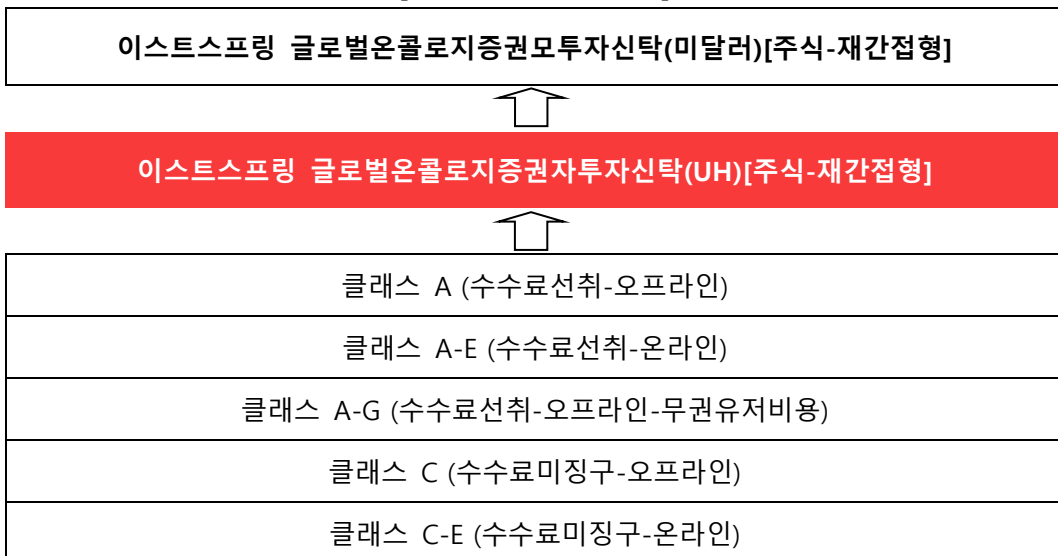 이스트스프링 글로벌온콜로지증권모투자신탁(미달러)[주식-재간접형]
이스트스프링 글로벌온콜로지증권자투자신탁(UH)[주식-재간접형]
클래스 A (수수료선취-오프라인)
클래스 A-E (수수료선취-온라인)
클래스 A-G (수수료선취-오프라인-무권유저비용)
클래스 C (수수료미징구-오프라인)
클래스 C-E (수수료미징구-온라인)